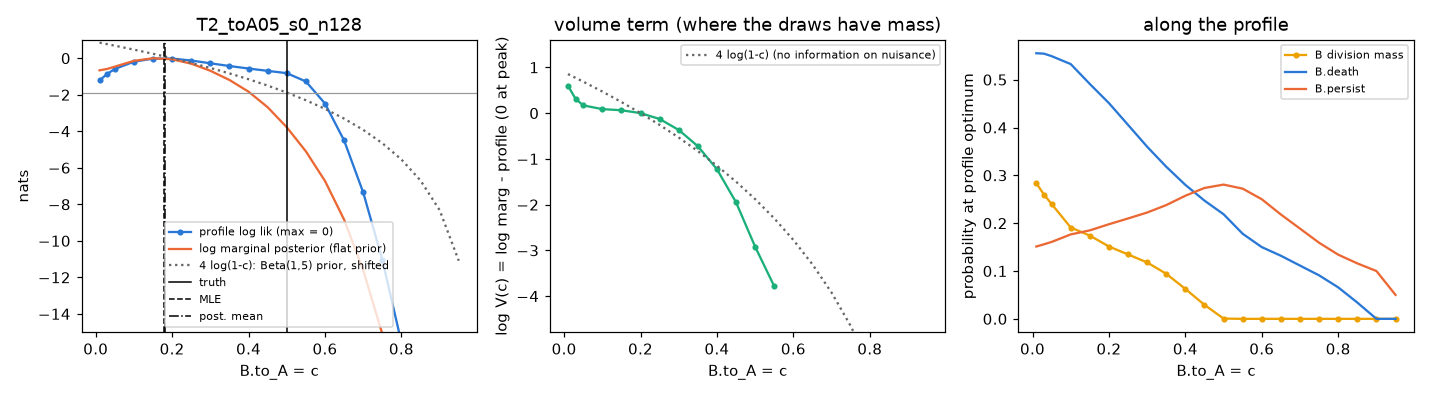 T2_toA05_s0_n128
nats
0
−2
−4
−6
−8
−10
−12
−14
profile log lik (max = 0)
log marginal posterior (flat prior)
4 log(1-c): Beta(1,5) prior, shifted
truth
MLE
post. mean
0.0 0.2 0.4 0.6 0.8
B.to_A = c
volume term (where the draws have mass)
log V(c) = log marg - profile (0 at peak)
1
0
−1
−2
−3
−4
4 log(1-c) (no information on nuisance)
0.0 0.2 0.4 0.6 0.8
B.to_A = c
along the profile
probability at profile optimum
0.5
0.4
0.3
0.2
0.1
0.0
B division mass
B.death
B.persist
0.0 0.2 0.4 0.6 0.8
B.to_A = c